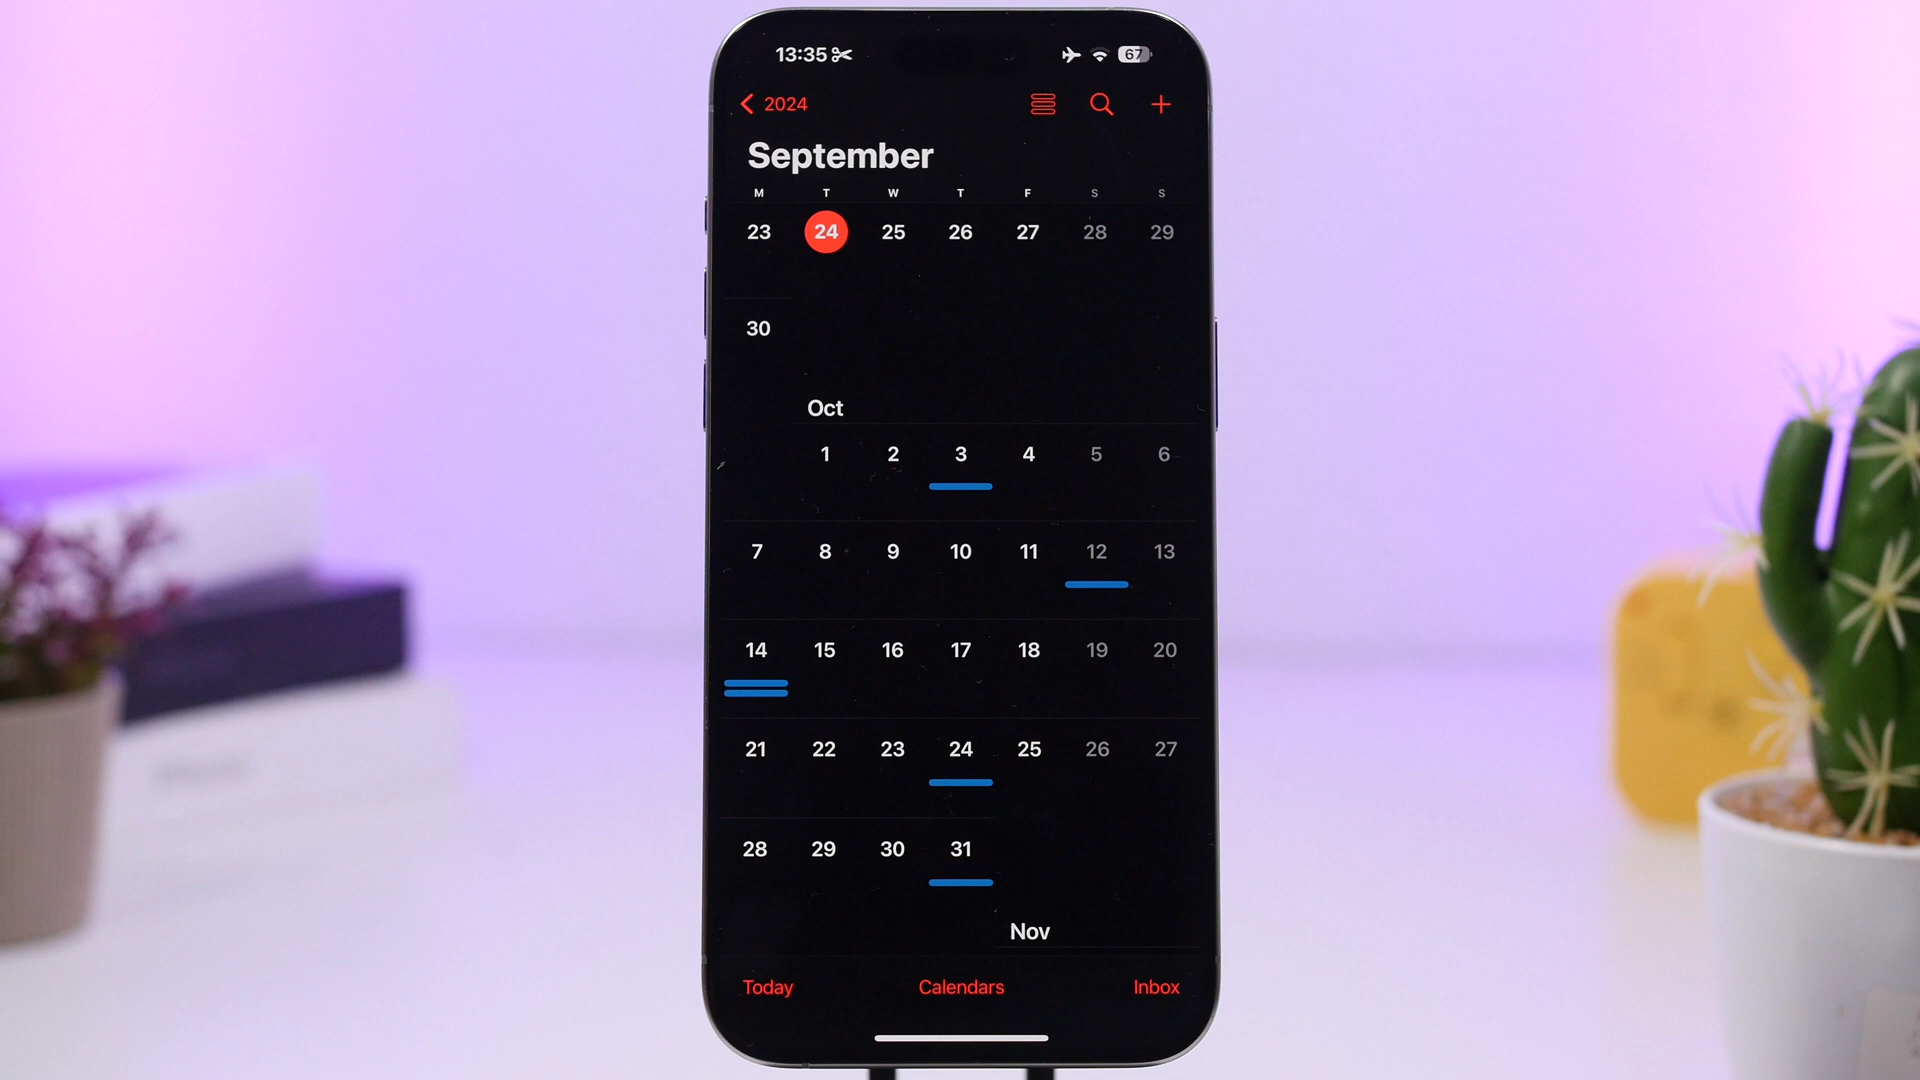 13:35 67
2024
September
M T W T F S S
23 24 25 26 27 28 29
30
Oct
1 2 3 4 5 6
7 8 9 10 11 12 13
14 15 16 17 18 19 20
21 22 23 24 25 26 27
28 29 30 31
Nov
Today Calendars Inbox